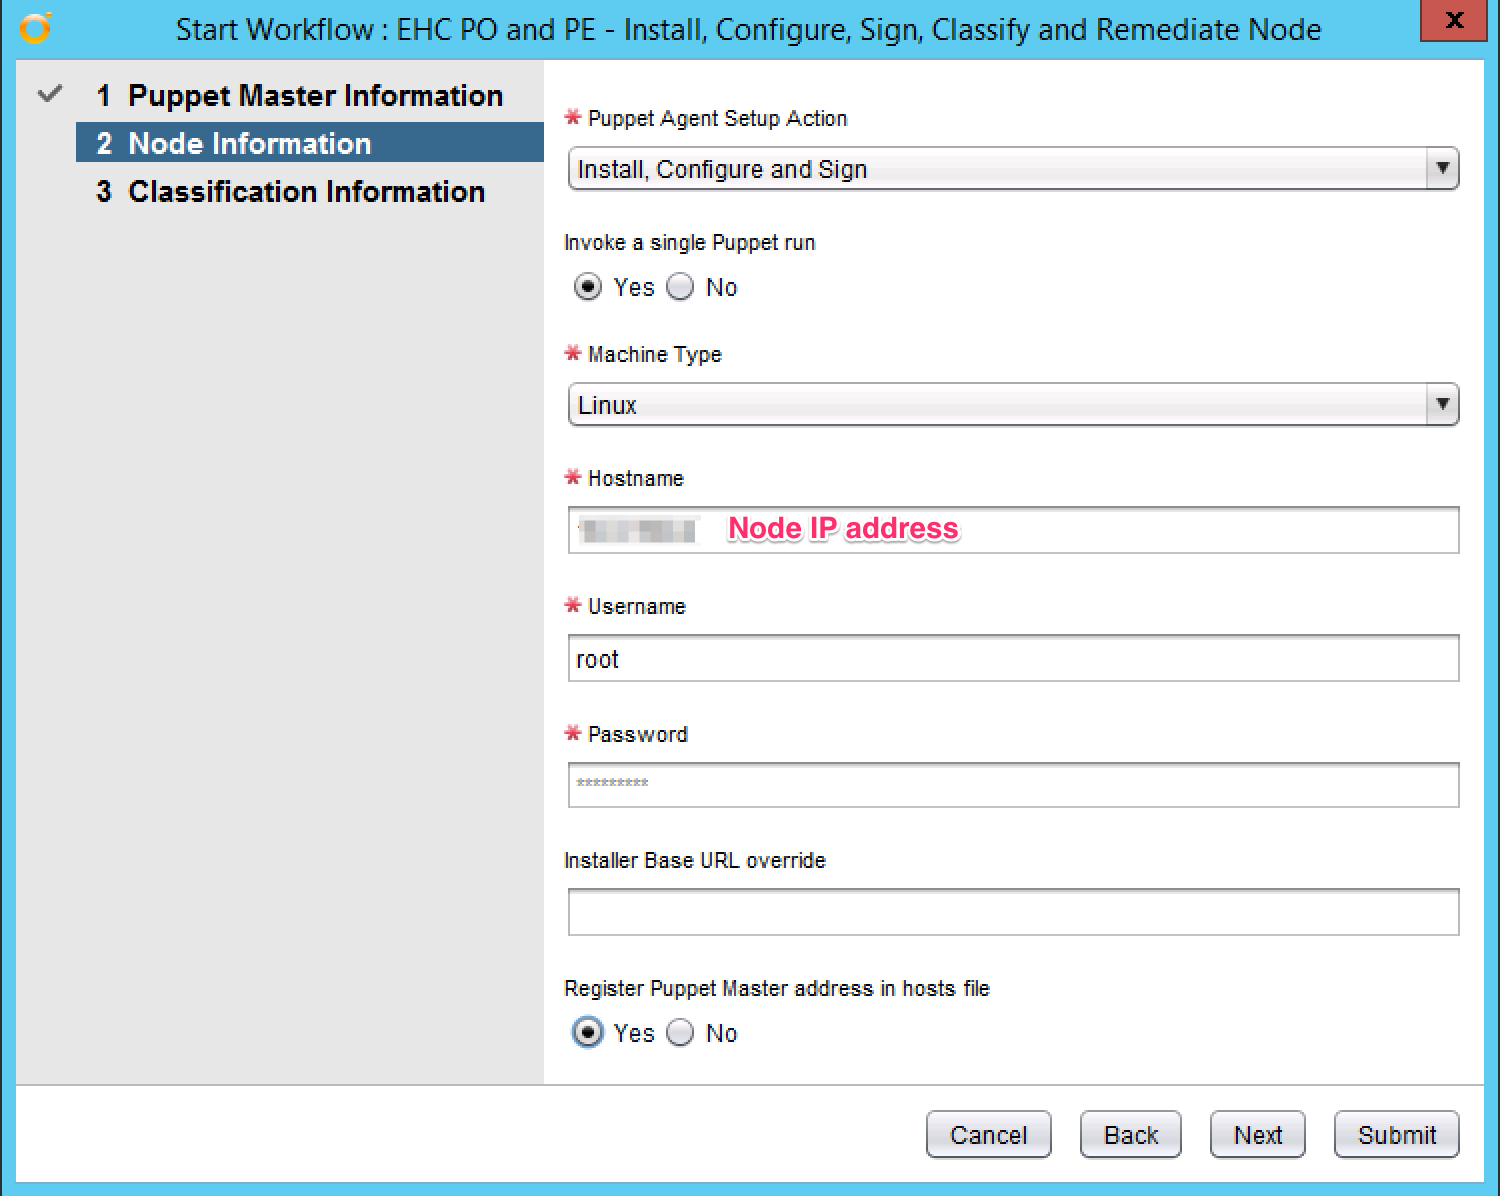 Start Workflow : EHC PO and PE - Install, Configure, Sign, Classify and Remediate Node
X
1 Puppet Master Information
2 Node Information
3 Classification Information
* Puppet Agent Setup Action
Install, Configure and Sign
Invoke a single Puppet run
Yes No
* Machine Type
Linux
* Hostname
Node IP address
* Username
root
* Password
*********
Installer Base URL override
Register Puppet Master address in hosts file
Yes No
Cancel Back Next Submit